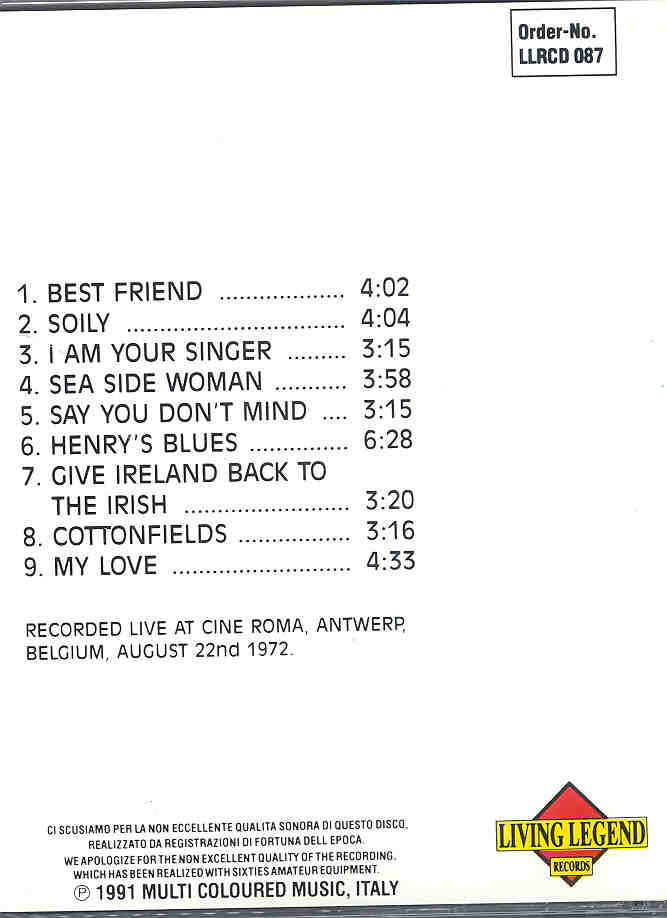 Order-No.
LLRCD 087
1. BEST FRIEND ................... 4:02
2. SOILY ................................. 4:04
3. I AM YOUR SINGER ......... 3:15
4. SEA SIDE WOMAN ........... 3:58
5. SAY YOU DON'T MIND .... 3:15
6. HENRY'S BLUES ............... 6:28
7. GIVE IRELAND BACK TO
THE IRISH ......................... 3:20
8. COTTONFIELDS ................. 3:16
9. MY LOVE ........................... 4:33
RECORDED LIVE AT CINE ROMA, ANTWERP,
BELGIUM, AUGUST 22nd 1972.
CI SCUSIAMO PER LA NON ECCELLENTE QUALITA SONORA DI QUESTO DISCO.
REALIZZATO DA REGISTRAZIONI DI FORTUNA DELL EPOCA.
WE APOLOGIZE FOR THE NON EXCELLENT QUALITY OF THE RECORDING.
WHICH HAS BEEN REALIZED WITH SIXTIES AMATEUR EQUIPMENT.
℗ 1991 MULTI COLOURED MUSIC, ITALY
LIVING LEGEND
RECORDS